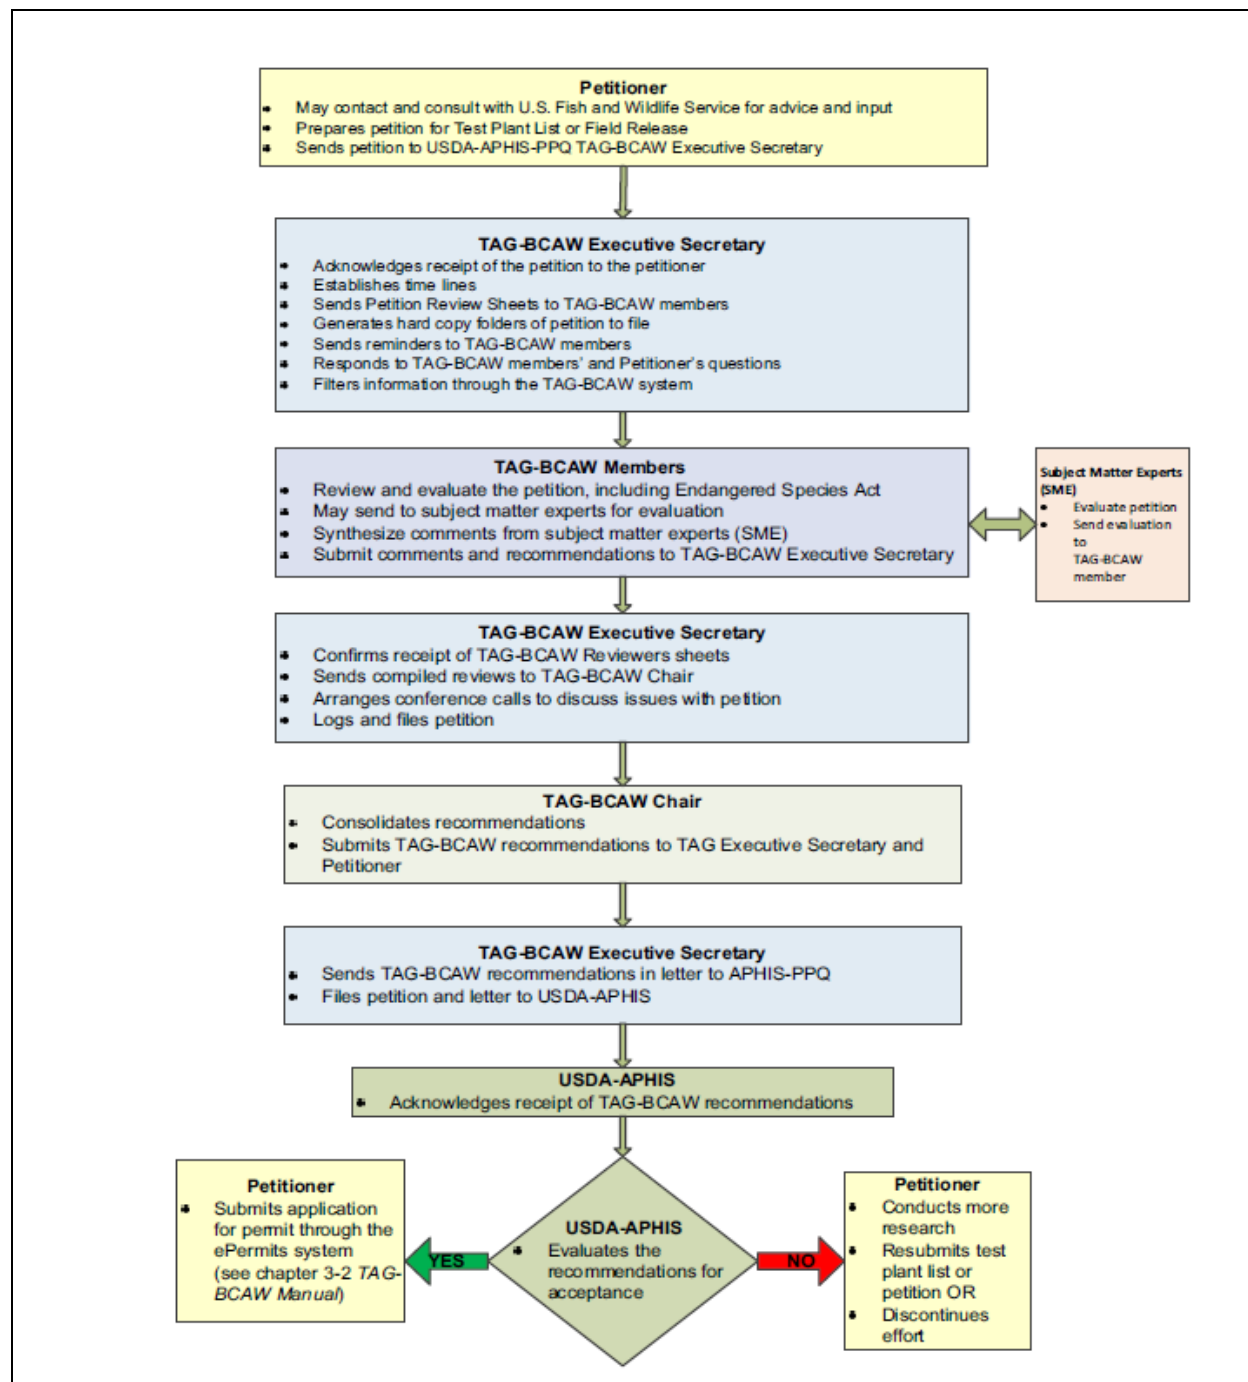 Petitioner
• May contact and consult with U.S. Fish and Wildlife Service for advice and input
• Prepares petition for Test Plant List or Field Release
• Sends petition to USDA-APHIS-PPQ TAG-BCAW Executive Secretary
TAG-BCAW Executive Secretary
• Acknowledges receipt of the petition to the petitioner
• Establishes time lines
• Sends Petition Review Sheets to TAG-BCAW members
• Generates hard copy folders of petition to file
• Sends reminders to TAG-BCAW members
• Responds to TAG-BCAW members' and Petitioner's questions
• Filters information through the TAG-BCAW system
TAG-BCAW Members
• Review and evaluate the petition, including Endangered Species Act
• May send to subject matter experts for evaluation
• Synthesize comments from subject matter experts (SME)
• Submit comments and recommendations to TAG-BCAW Executive Secretary
Subject Matter Experts
(SME)
• Evaluate petition
• Send evaluation
to
TAG-BCAW
member
TAG-BCAW Executive Secretary
• Confirms receipt of TAG-BCAW Reviewers sheets
• Sends compiled reviews to TAG-BCAW Chair
• Arranges conference calls to discuss issues with petition
• Logs and files petition
TAG-BCAW Chair
• Consolidates recommendations
• Submits TAG-BCAW recommendations to TAG Executive Secretary and
Petitioner
TAG-BCAW Executive Secretary
• Sends TAG-BCAW recommendations in letter to APHIS-PPQ
• Files petition and letter to USDA-APHIS
USDA-APHIS
• Acknowledges receipt of TAG-BCAW recommendations
Petitioner
• Submits application
for permit through the
ePermits system
(see chapter 3-2 TAG-
BCAW Manual)
YES
USDA-APHIS
• Evaluates the
recommendations for
acceptance
NO
Petitioner
• Conducts more
research
• Resubmits test
plant list or
petition OR
• Discontinues
effort